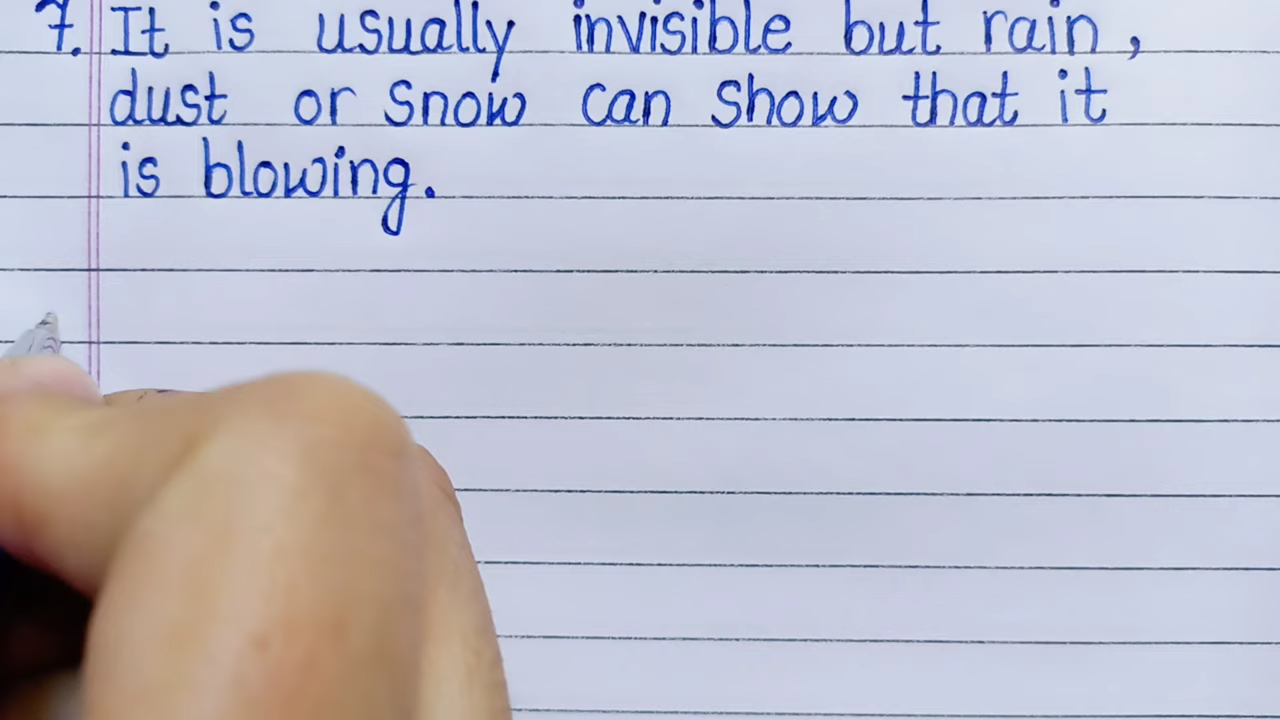 7. It is usually invisible but rain,
dust or snow can show that it
is blowing.